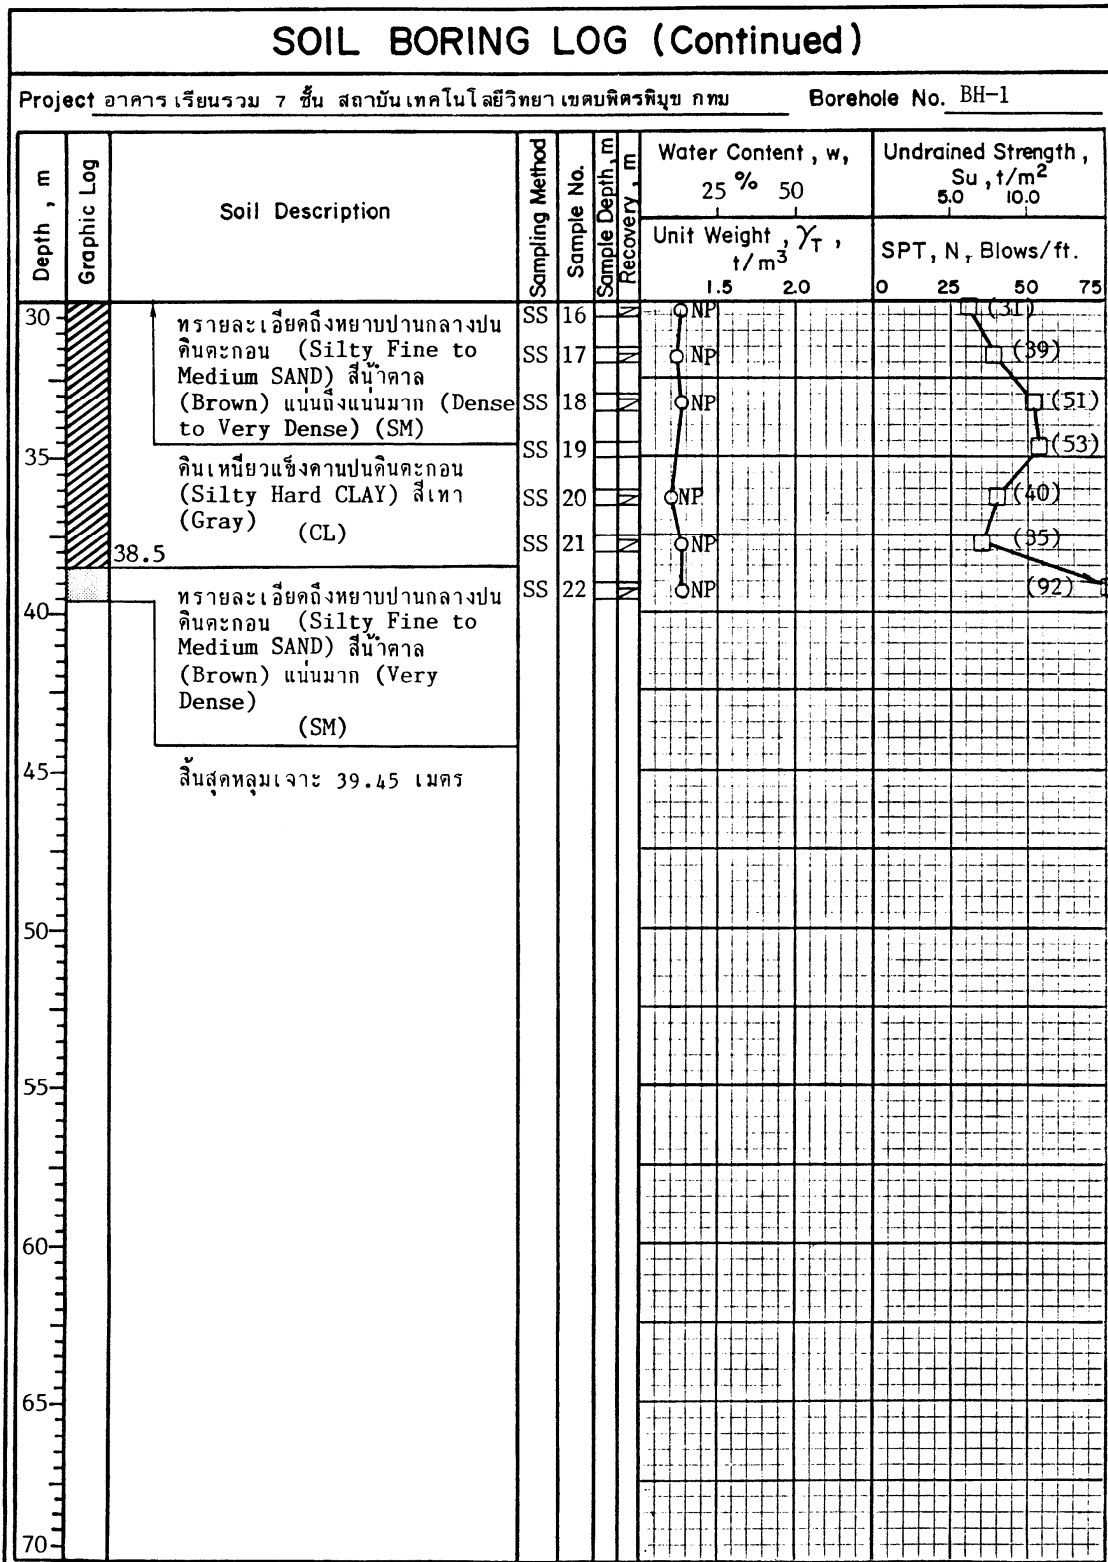 SOIL BORING LOG (Continued)
Project อาคารเรียนรวม 7 ชั้น สถาบันเทคโนโลยีวิทยาเขตบพิตรพิมุข กทม Borehole No. BH-1
Depth, m
Graphic Log
Soil Description
Sampling Method
Sample No.
Sample Depth, m
Recovery, m
Water Content, w,
%
25 50
Unit Weight, γT,
t/m³
1.5 2.0
Undrained Strength,
Su, t/m²
5.0 10.0
SPT, N, Blows/ft.
0 25 50 75
30
ทรายละเอียดถึงหยาบปานกลางปน
ดินตะกอน (Silty Fine to
Medium SAND) สีน้ำตาล
(Brown) แน่นถึงแน่นมาก (Dense
to Very Dense) (SM)
SS 16 NP (31)
SS 17 NP (39)
SS 18 NP (51)
SS 19 (53)
35
ดินเหนียวแข็งดานปนดินตะกอน
(Silty Hard CLAY) สีเทา
(Gray)
(CL)
38.5
SS 20 NP (40)
SS 21 NP (35)
SS 22 NP (92)
40
ทรายละเอียดถึงหยาบปานกลางปน
ดินตะกอน (Silty Fine to
Medium SAND) สีน้ำตาล
(Brown) แน่นมาก (Very
Dense)
(SM)
45
สิ้นสุดหลุมเจาะ 39.45 เมตร
50
55
60
65
70